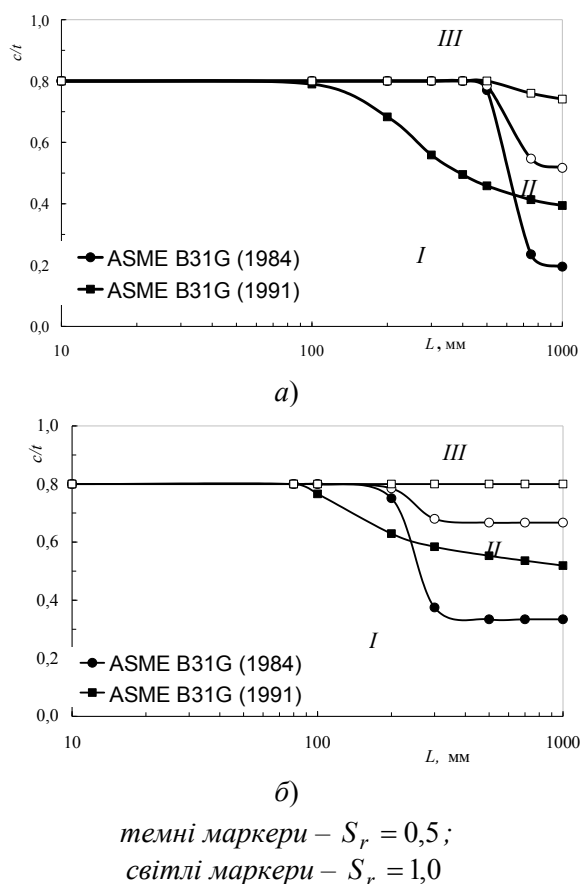 1,0
c/t
III
0,8
0,6
II
0,4
ASME B31G (1984)
I
0,2
ASME B31G (1991)
0,0
10
100
L, мм
1000
а)
1,0
c/t
III
0,8
0,6
II
0,4
I
ASME B31G (1984)
0,2
ASME B31G (1991)
0,0
10
100
L, мм
1000
б)
темні маркери – Sr = 0,5;
світлі маркери – Sr = 1,0